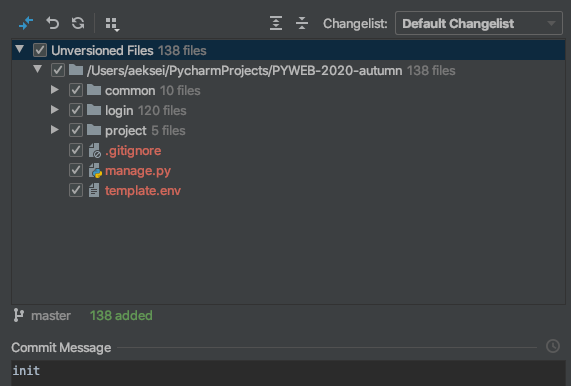 Changelist: Default Changelist
Unversioned Files 138 files
/Users/aeksei/PycharmProjects/PYWEB-2020-autumn 138 files
common 10 files
login 120 files
project 5 files
.gitignore
manage.py
template.env
master 138 added
Commit Message
init